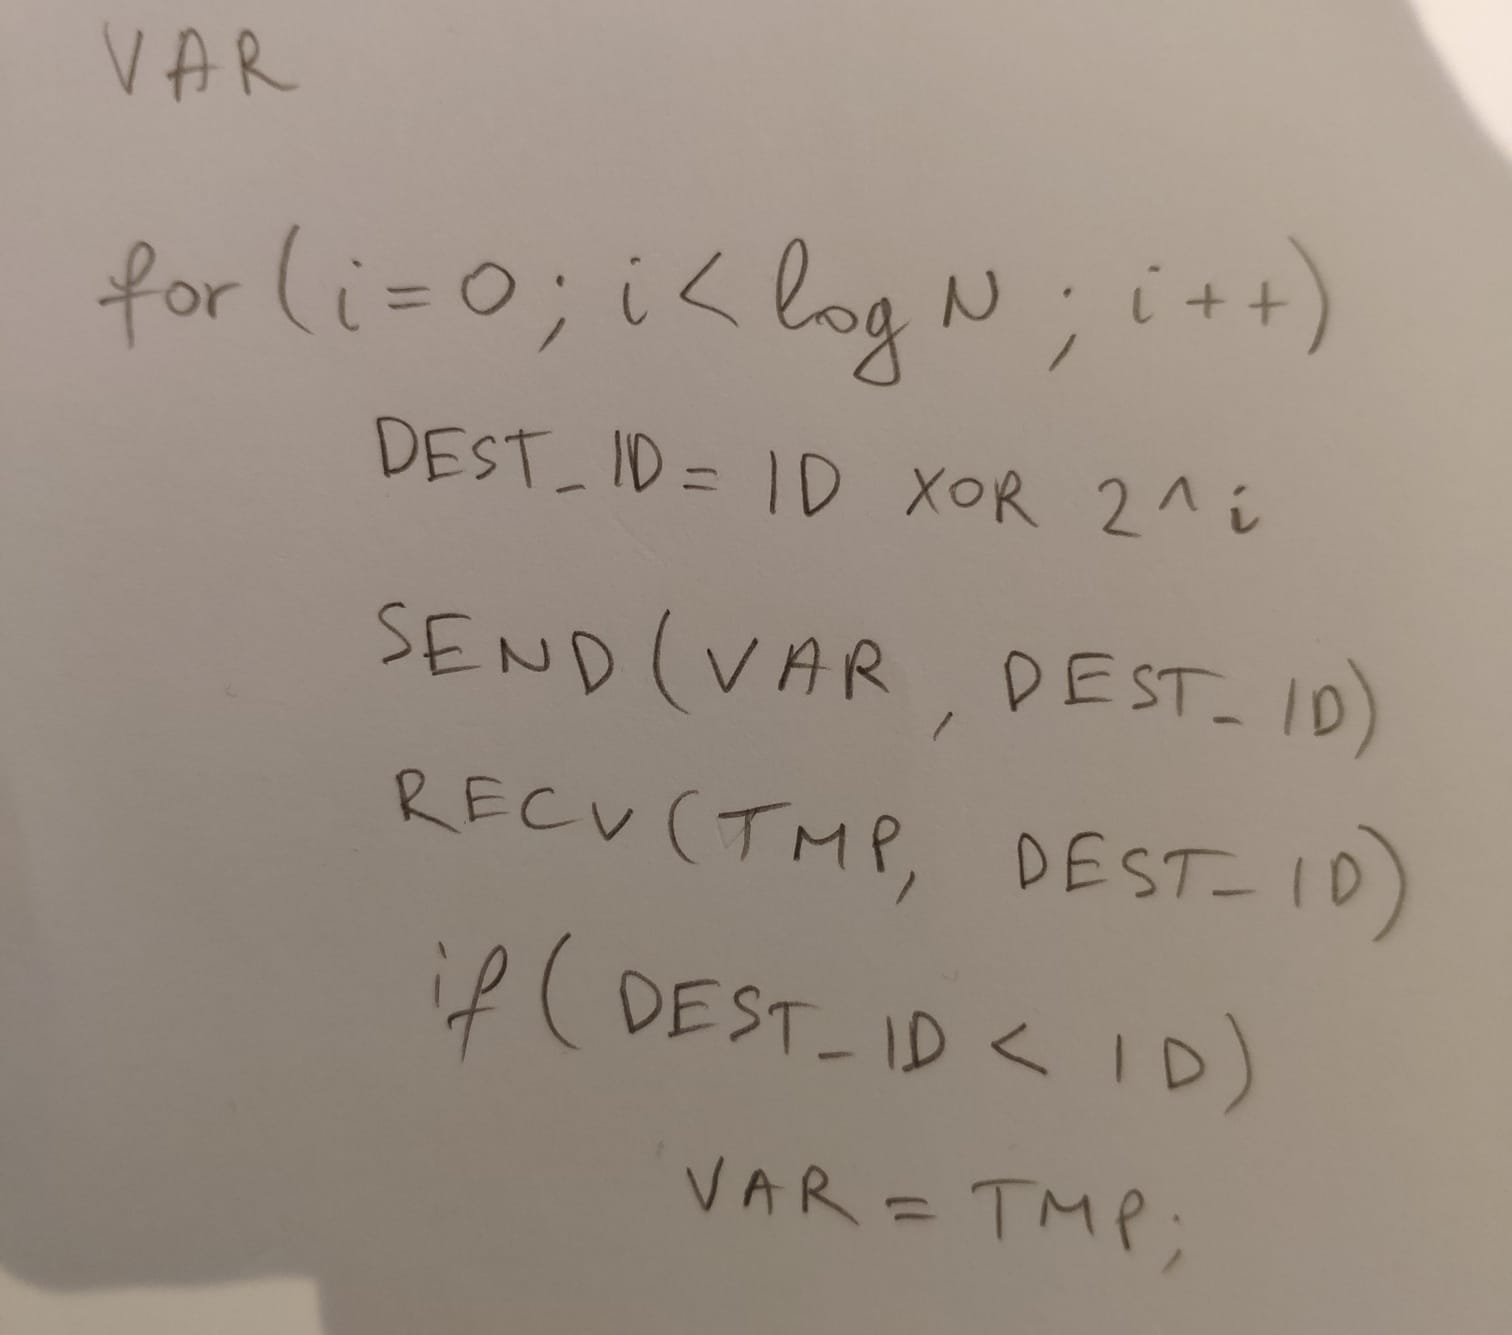 VAR
for (i=0; i< log N; i++)
DEST_ID = ID XOR 2^i
SEND (VAR, DEST_ID)
RECV (TMP, DEST_ID)
if (DEST_ID < ID)
VAR = TMP;